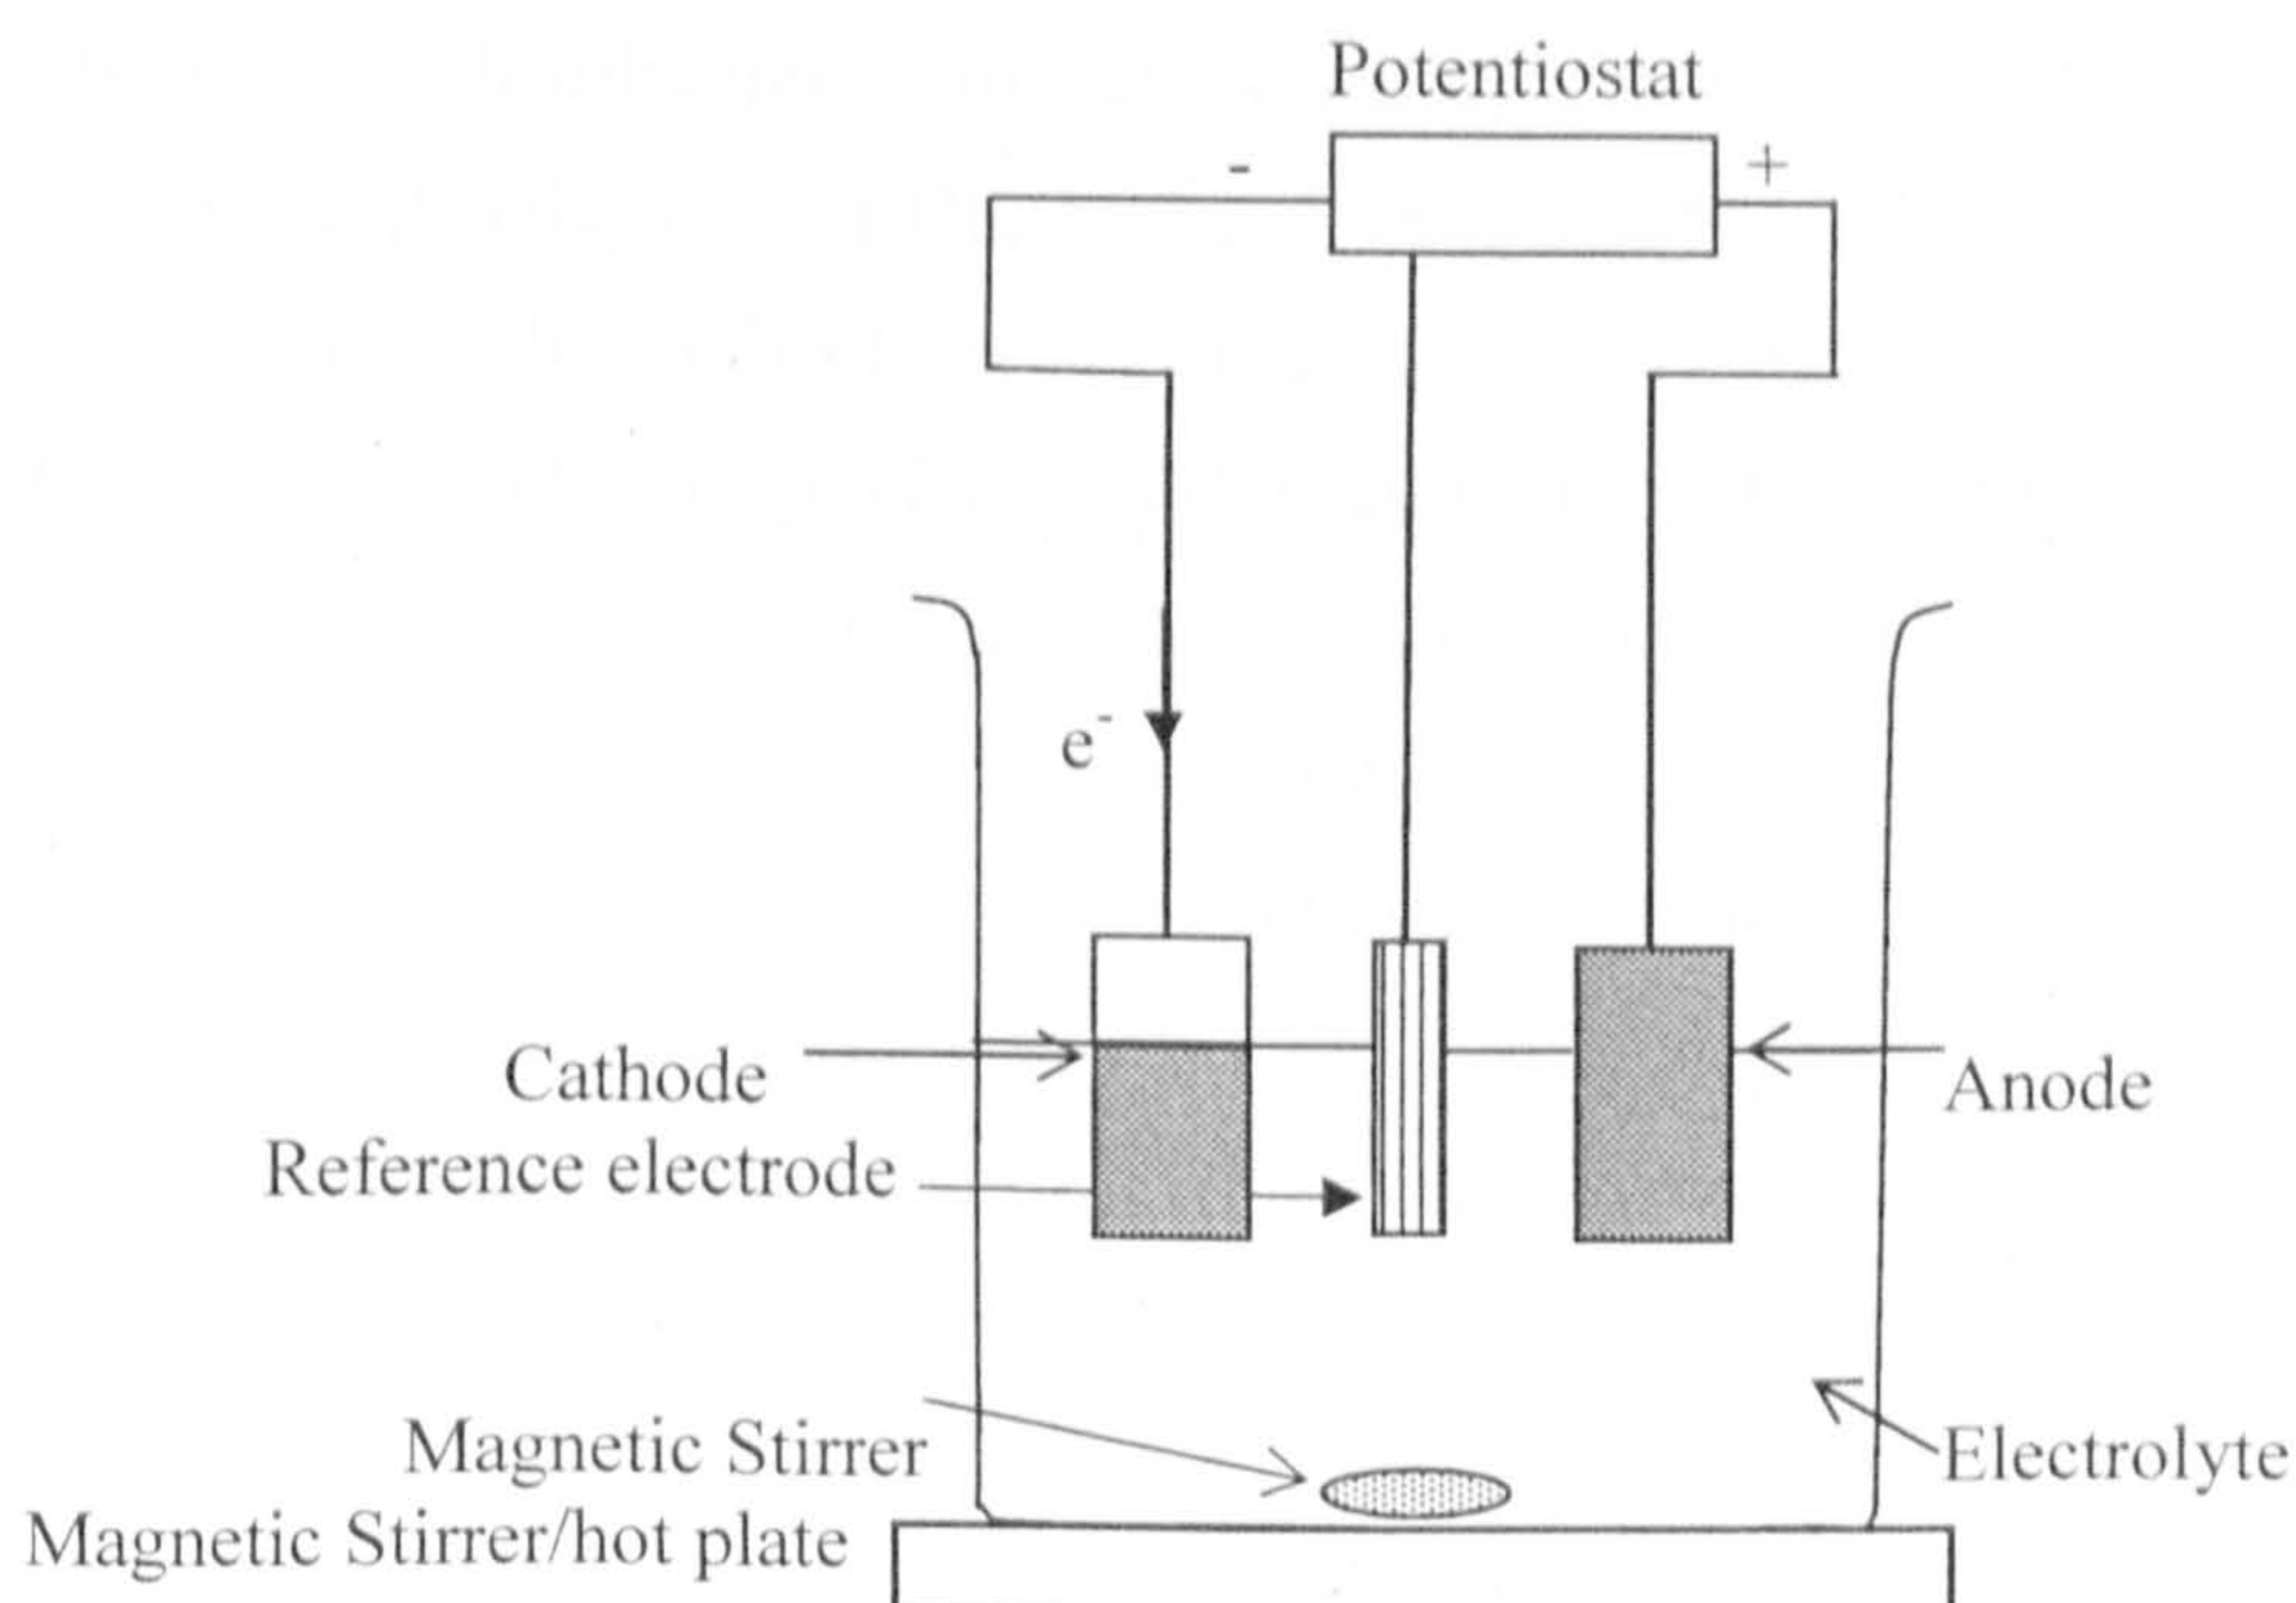 Potentiostat
- +
e-
Cathode
Anode
Reference electrode
Magnetic Stirrer
Electrolyte
Magnetic Stirrer/hot plate